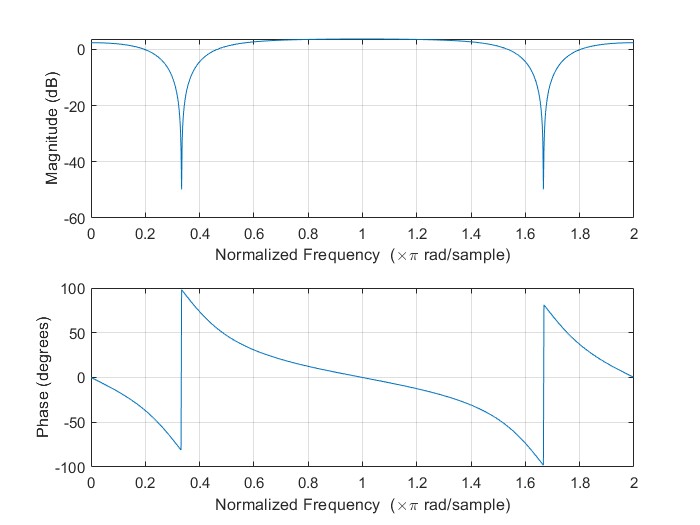 0
-20
-40
-60
Magnitude (dB)
0 0.2 0.4 0.6 0.8 1 1.2 1.4 1.6 1.8 2
Normalized Frequency (×π rad/sample)
100
50
0
-50
-100
Phase (degrees)
0 0.2 0.4 0.6 0.8 1 1.2 1.4 1.6 1.8 2
Normalized Frequency (×π rad/sample)